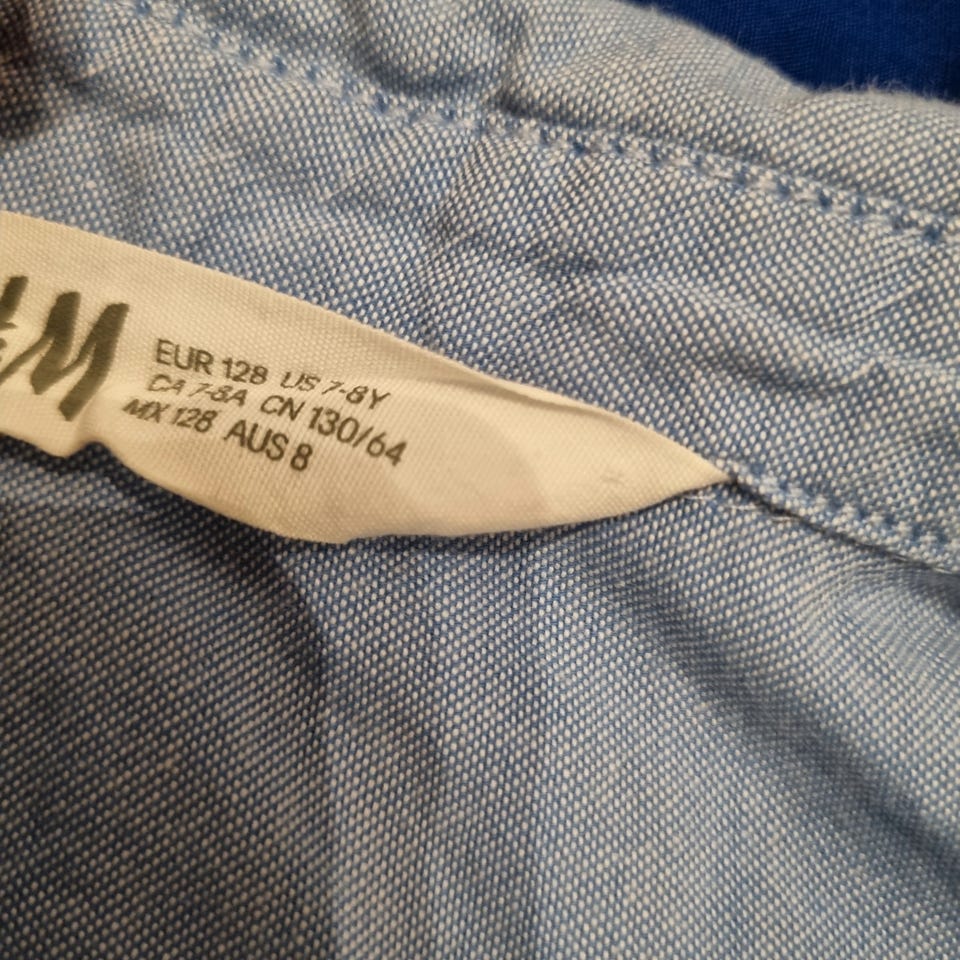 H&M
EUR 128 US 7-8Y
CA 7-8A CN 130/64
MX 128 AUS 8